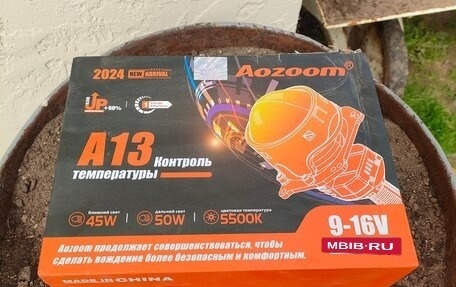 2024 NEW ARRIVAL
Aozoom®
UP +60%
A13 Контроль
температуры
ближний свет
45W
дальний свет
50W
цветовая температура
5500K
9-16V
MBIB-RU
Aozoom продолжает совершенствоваться, чтобы
сделать вождение более безопасным и комфортным.
MADE IN CHINA